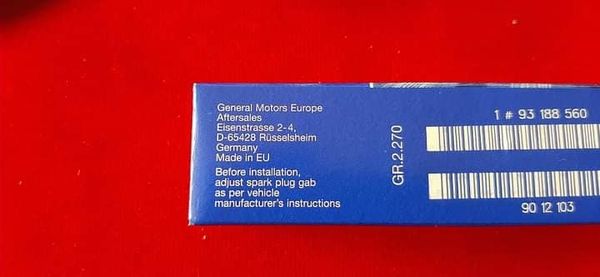 General Motors Europe
Aftersales
Eisenstrasse 2-4,
D-65428 Rüsselsheim
Germany
Made in EU
Before installation,
adjust spark plug gab
as per vehicle
manufacturer's instructions
GR.2.270
1 # 93 188 560
90 12 103